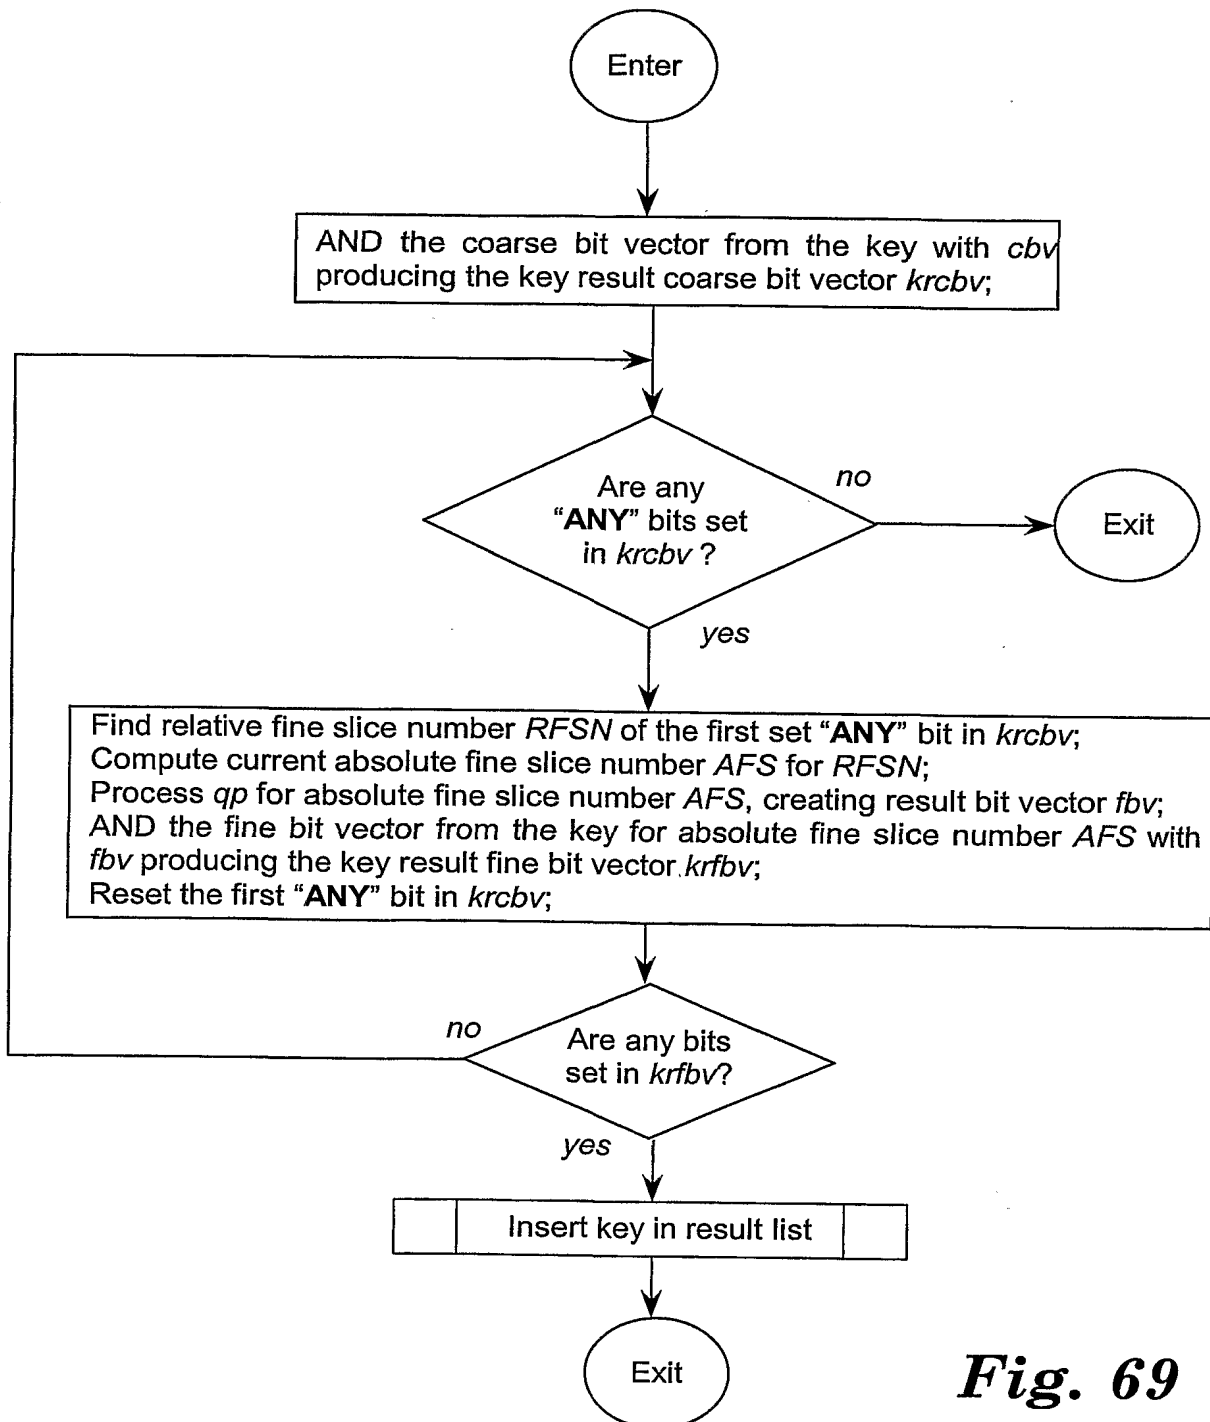 Enter
AND the coarse bit vector from the key with cbv
producing the key result coarse bit vector krcbv;
Are any
“ANY” bits set
in krcbv ?
no
Exit
yes
Find relative fine slice number RFSN of the first set “ANY” bit in krcbv;
Compute current absolute fine slice number AFS for RFSN;
Process qp for absolute fine slice number AFS, creating result bit vector fbv;
AND the fine bit vector from the key for absolute fine slice number AFS with
fbv producing the key result fine bit vector krfbv;
Reset the first “ANY” bit in krcbv;
no
Are any bits
set in krfbv?
yes
Insert key in result list
Exit
Fig. 69